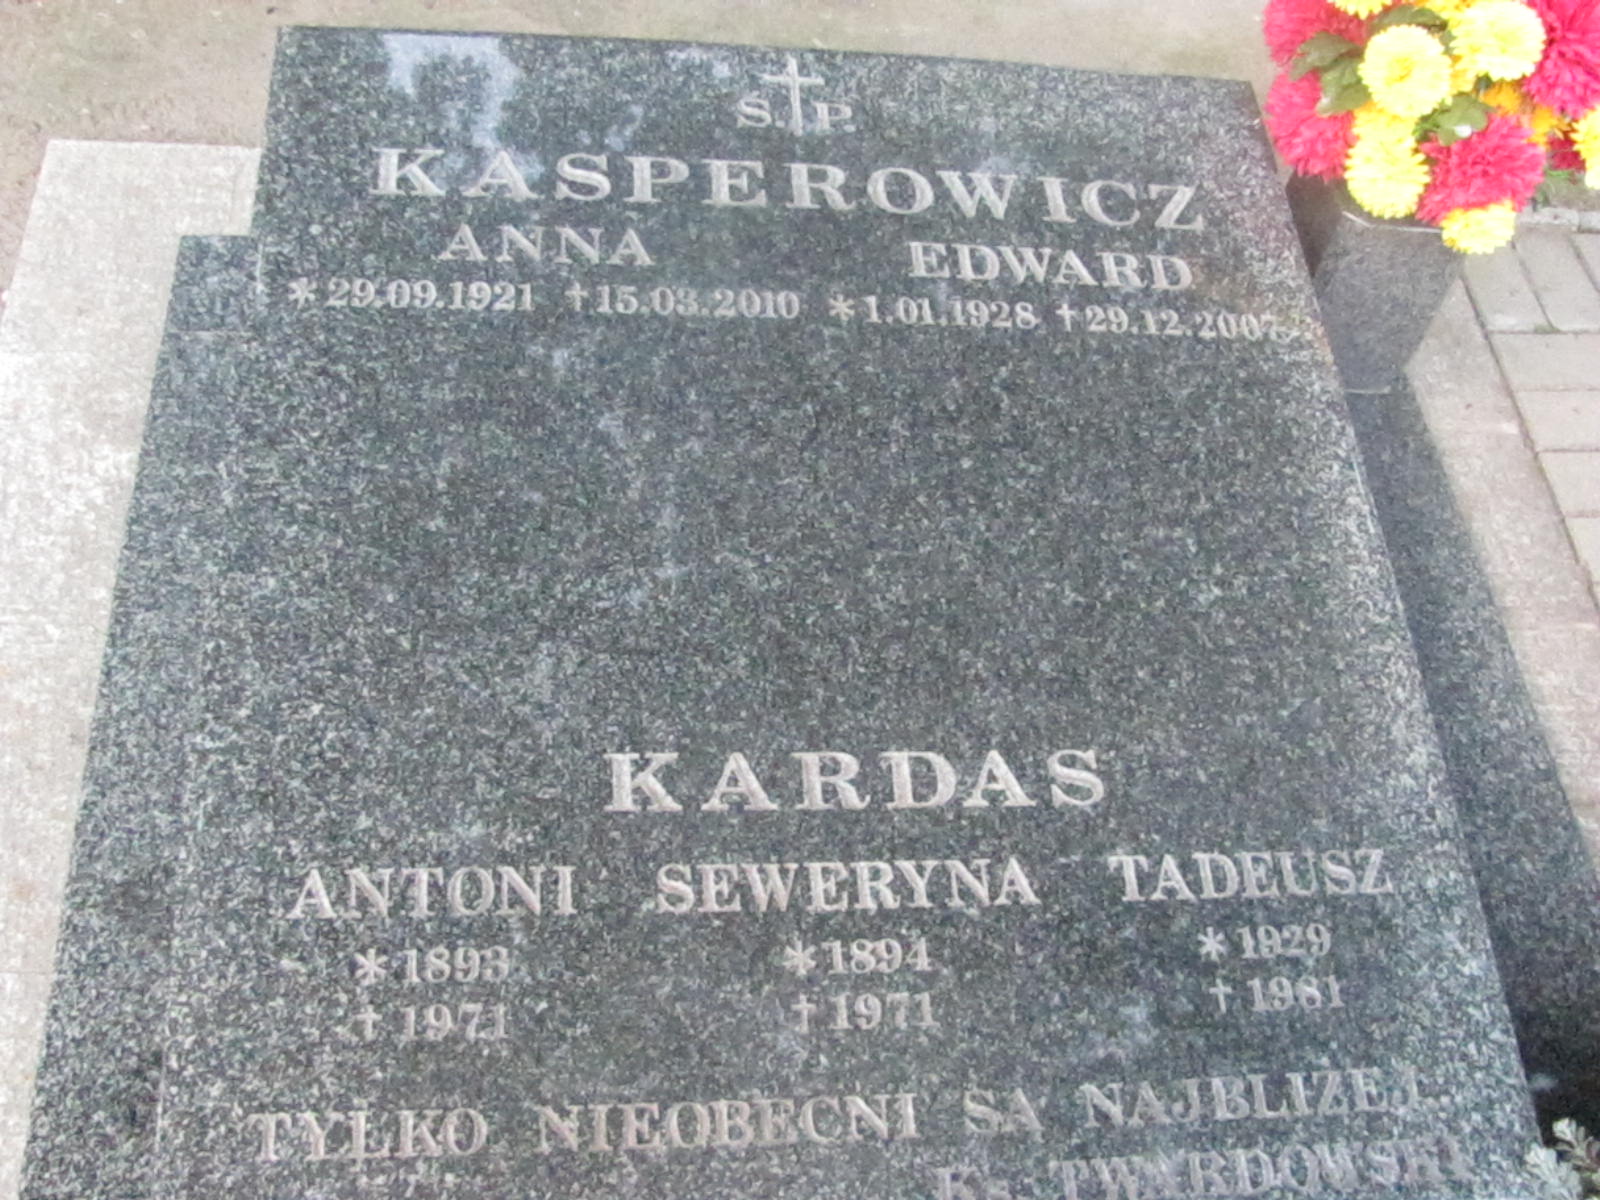 Ś.†P.
KASPEROWICZ
ANNA EDWARD
*29.09.1921 †15.03.2010 *1.01.1928 †29.12.2007
KARDAS
ANTONI SEWERYNA TADEUSZ
*1893 *1894 *1929
†1971 †1971 †1981
TYLKO NIEOBECNI SĄ NAJBLIŻEJ
Ks. TWARDOWSKI